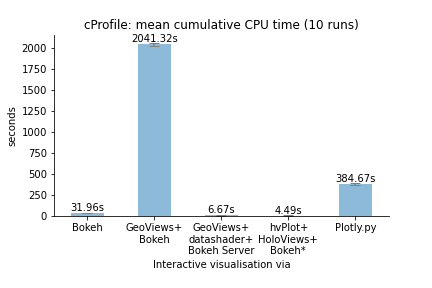 cProfile: mean cumulative CPU time (10 runs)
2041.32s
2000
1750
1500
1250
1000
750
500
250
0
seconds
31.96s
6.67s
4.49s
384.67s
Bokeh
GeoViews+
Bokeh
GeoViews+
datashader+
Bokeh Server
hvPlot+
HoloViews+
Bokeh*
Plotly.py
Interactive visualisation via